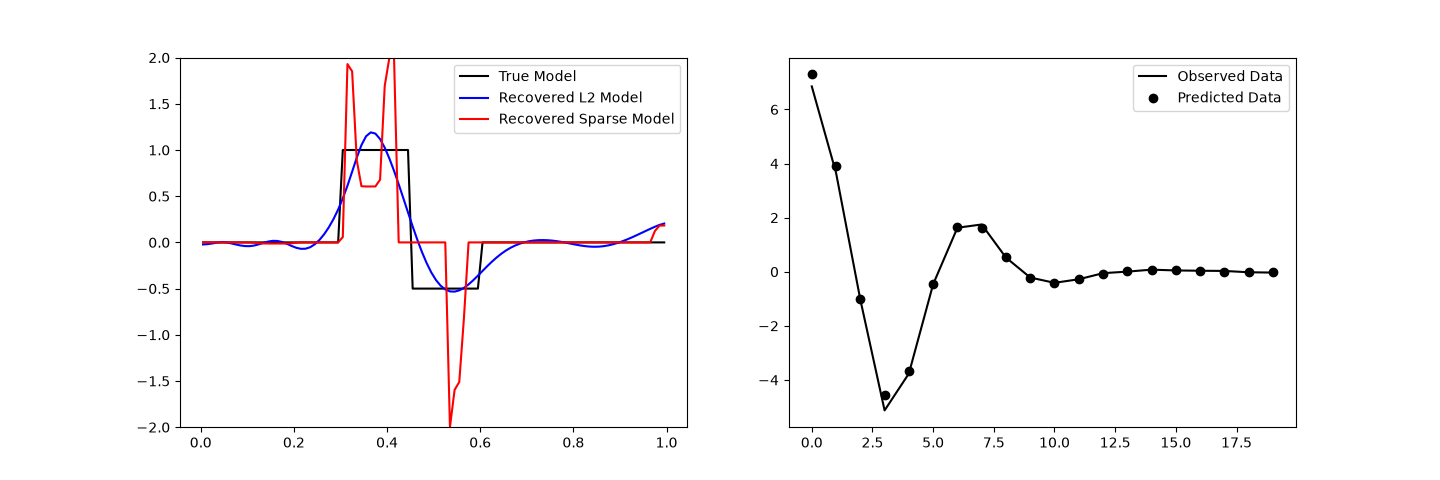 2.0
1.5
1.0
0.5
0.0
−0.5
−1.0
−1.5
−2.0
0.0 0.2 0.4 0.6 0.8 1.0
True Model
Recovered L2 Model
Recovered Sparse Model
6
4
2
0
−2
−4
0.0 2.5 5.0 7.5 10.0 12.5 15.0 17.5
Observed Data
Predicted Data